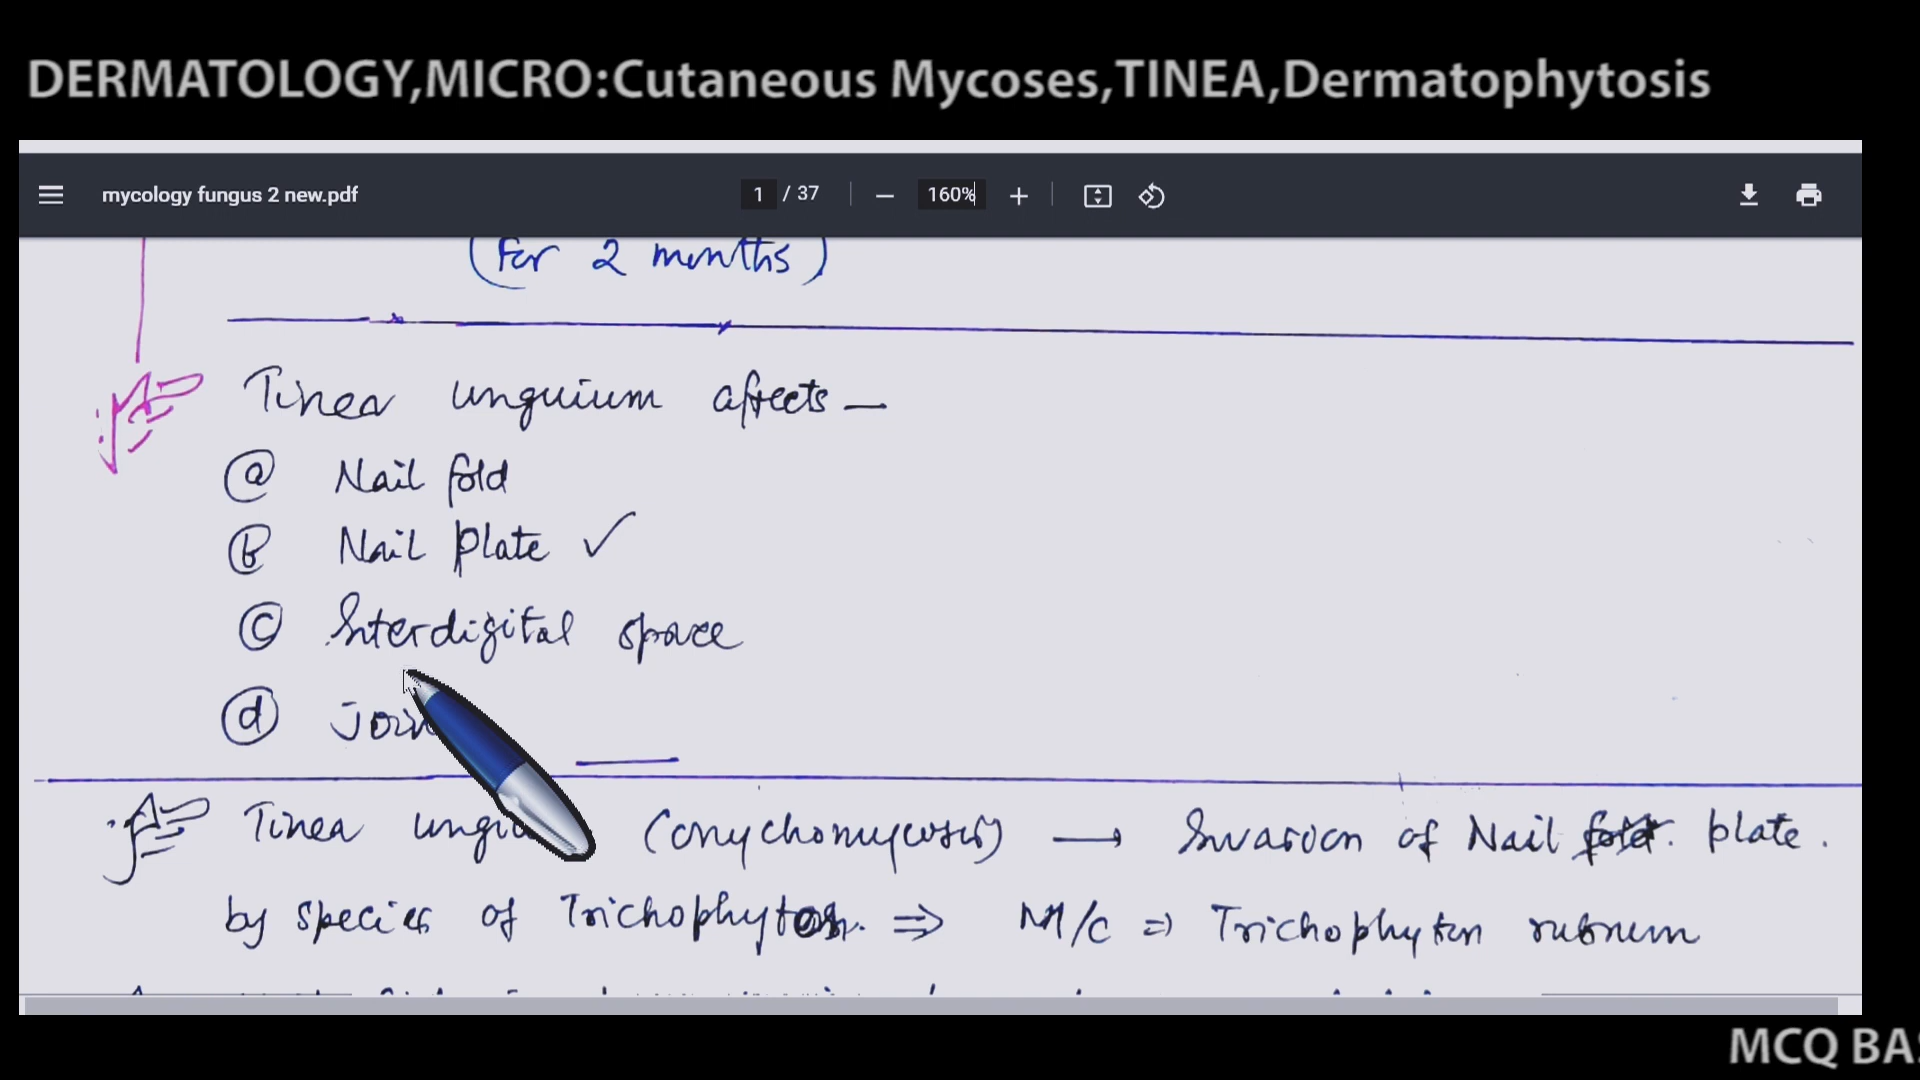 DERMATOLOGY,MICRO:Cutaneous Mycoses,TINEA,Dermatophytosis
mycology fungus 2 new.pdf
1 / 37
160%
(For 2 months)
Tinea unguium affects —
(a) Nail fold
(b) Nail plate ✓
(c) Interdigital space
(d)
Tinea (onychomycosis) → Invasion of Nail plate.
by species of Trichophyton. ⇒ M/C ⇒ Trichophyton rubrum
MCQ BAS